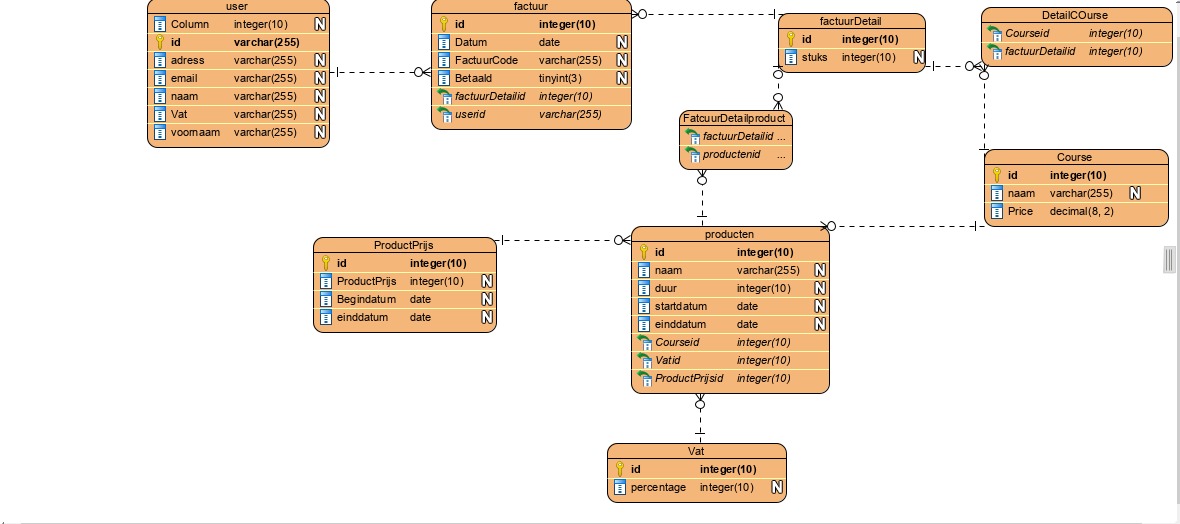 user
Column integer(10) N
id varchar(255)
adress varchar(255) N
email varchar(255) N
naam varchar(255) N
Vat varchar(255) N
voornaam varchar(255) N
factuur
id integer(10)
Datum date N
FactuurCode varchar(255) N
Betaald tinyint(3) N
factuurDetailid integer(10)
userid varchar(255)
factuurDetail
id integer(10)
stuks integer(10) N
DetailCOurse
Courseid integer(10)
factuurDetailid integer(10)
FatcuurDetailproduct
factuurDetailid ...
productenid ...
Course
id integer(10)
naam varchar(255) N
Price decimal(8, 2)
ProductPrijs
id integer(10)
ProductPrijs integer(10) N
Begindatum date N
einddatum date N
producten
id integer(10)
naam varchar(255) N
duur integer(10) N
startdatum date N
einddatum date N
Courseid integer(10)
Vatid integer(10)
ProductPrijsid integer(10)
Vat
id integer(10)
percentage integer(10) N